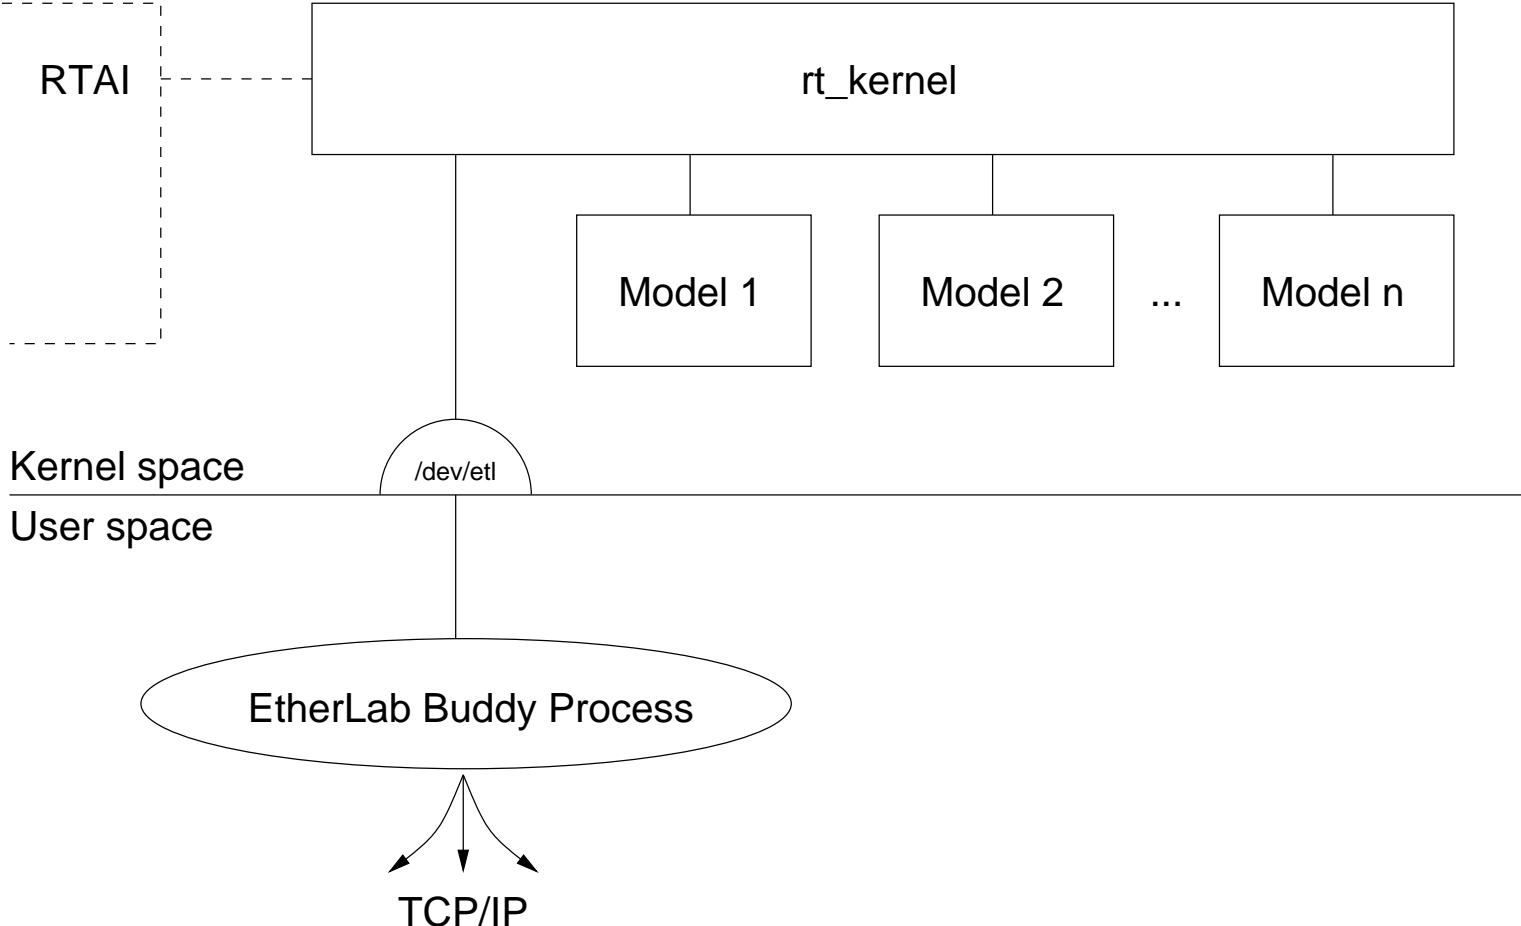 RTAI
rt_kernel
Model 1
Model 2
...
Model n
/dev/etl
Kernel space
User space
EtherLab Buddy Process
TCP/IP